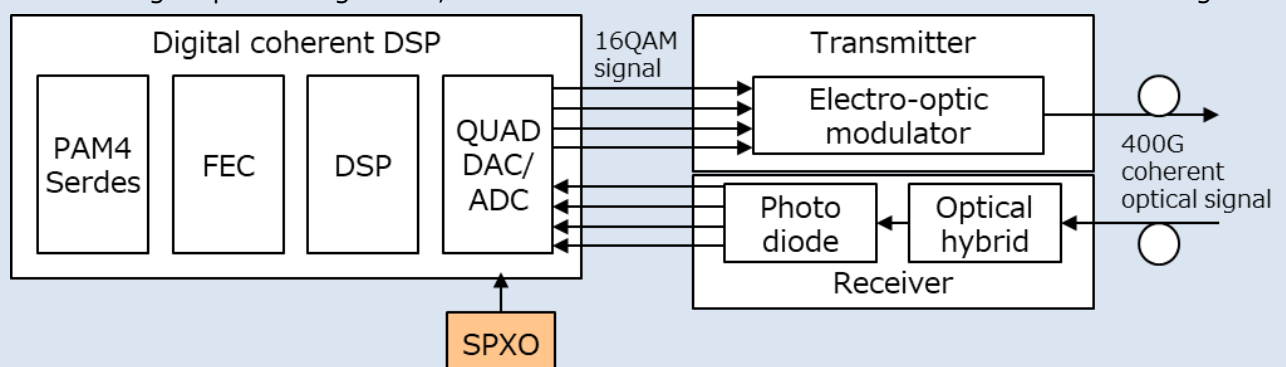 Digital coherent DSP
PAM4
Serdes
FEC
DSP
QUAD
DAC/
ADC
16QAM
signal
Transmitter
Electro-optic
modulator
400G
coherent
optical signal
Photo
diode
Optical
hybrid
Receiver
SPXO